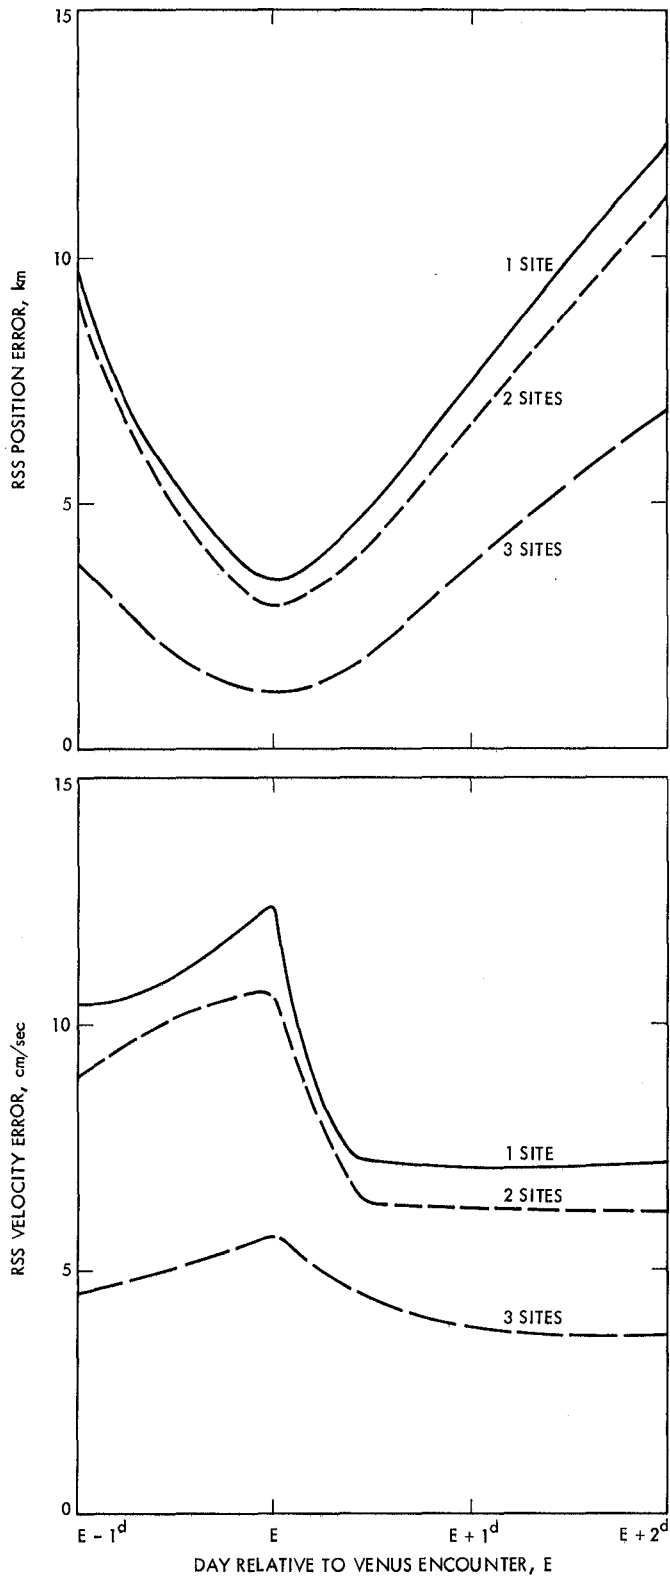 15
10
5
0
RSS POSITION ERROR, km
1 SITE
2 SITES
3 SITES
15
10
5
0
RSS VELOCITY ERROR, cm/sec
1 SITE
2 SITES
3 SITES
E - 1ᵈ E E + 1ᵈ E + 2ᵈ
DAY RELATIVE TO VENUS ENCOUNTER, E